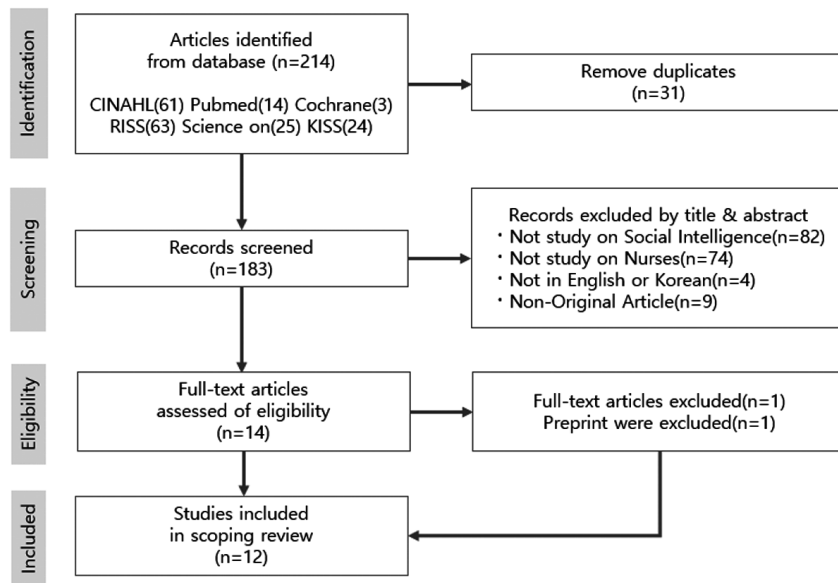 Identification
Articles identified
from database (n=214)
CINAHL(61) Pubmed(14) Cochrane(3)
RISS(63) Science on(25) KISS(24)
Remove duplicates
(n=31)
Screening
Records screened
(n=183)
Records excluded by title & abstract
· Not study on Social Intelligence(n=82)
· Not study on Nurses(n=74)
· Not in English or Korean(n=4)
· Non-Original Article(n=9)
Eligibility
Full-text articles
assessed of eligibility
(n=14)
Full-text articles excluded(n=1)
Preprint were excluded(n=1)
Included
Studies included
in scoping review
(n=12)